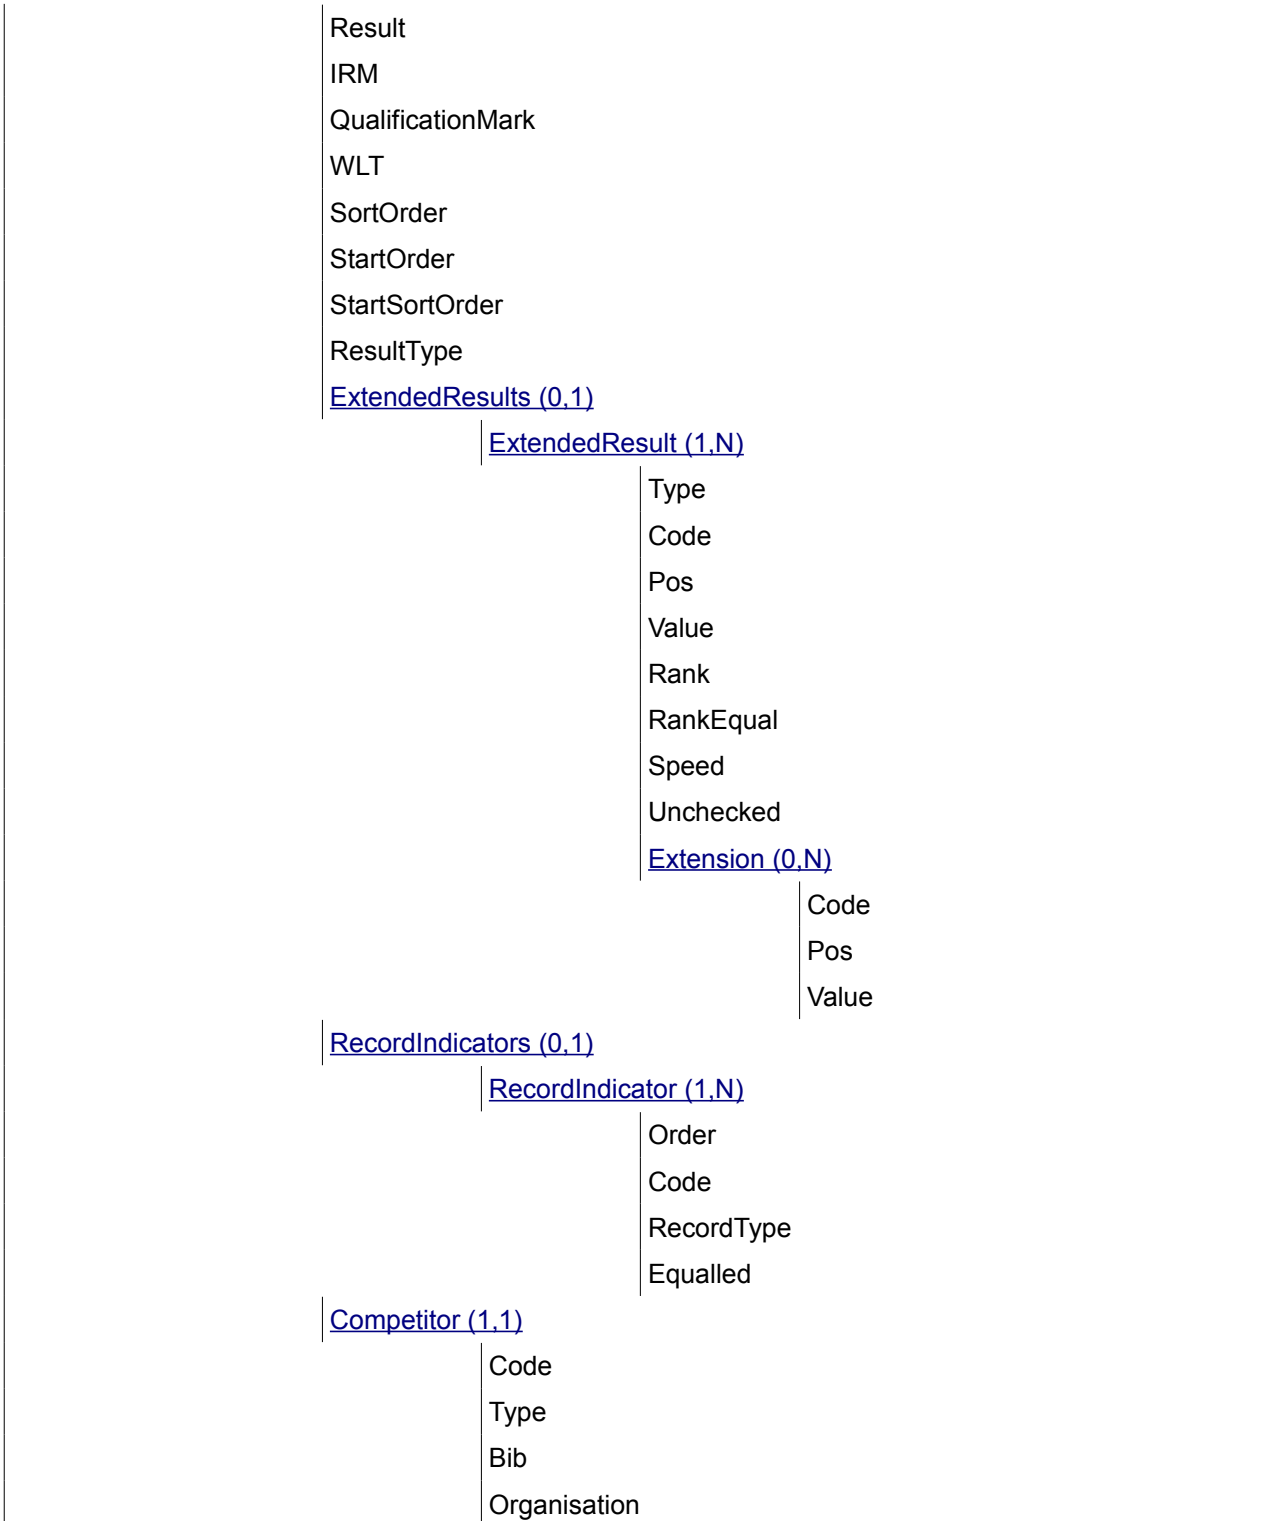 Result
IRM
QualificationMark
WLT
SortOrder
StartOrder
StartSortOrder
ResultType
ExtendedResults (0,1)
ExtendedResult (1,N)
Type
Code
Pos
Value
Rank
RankEqual
Speed
Unchecked
Extension (0,N)
Code
Pos
Value
RecordIndicators (0,1)
RecordIndicator (1,N)
Order
Code
RecordType
Equalled
Competitor (1,1)
Code
Type
Bib
Organisation